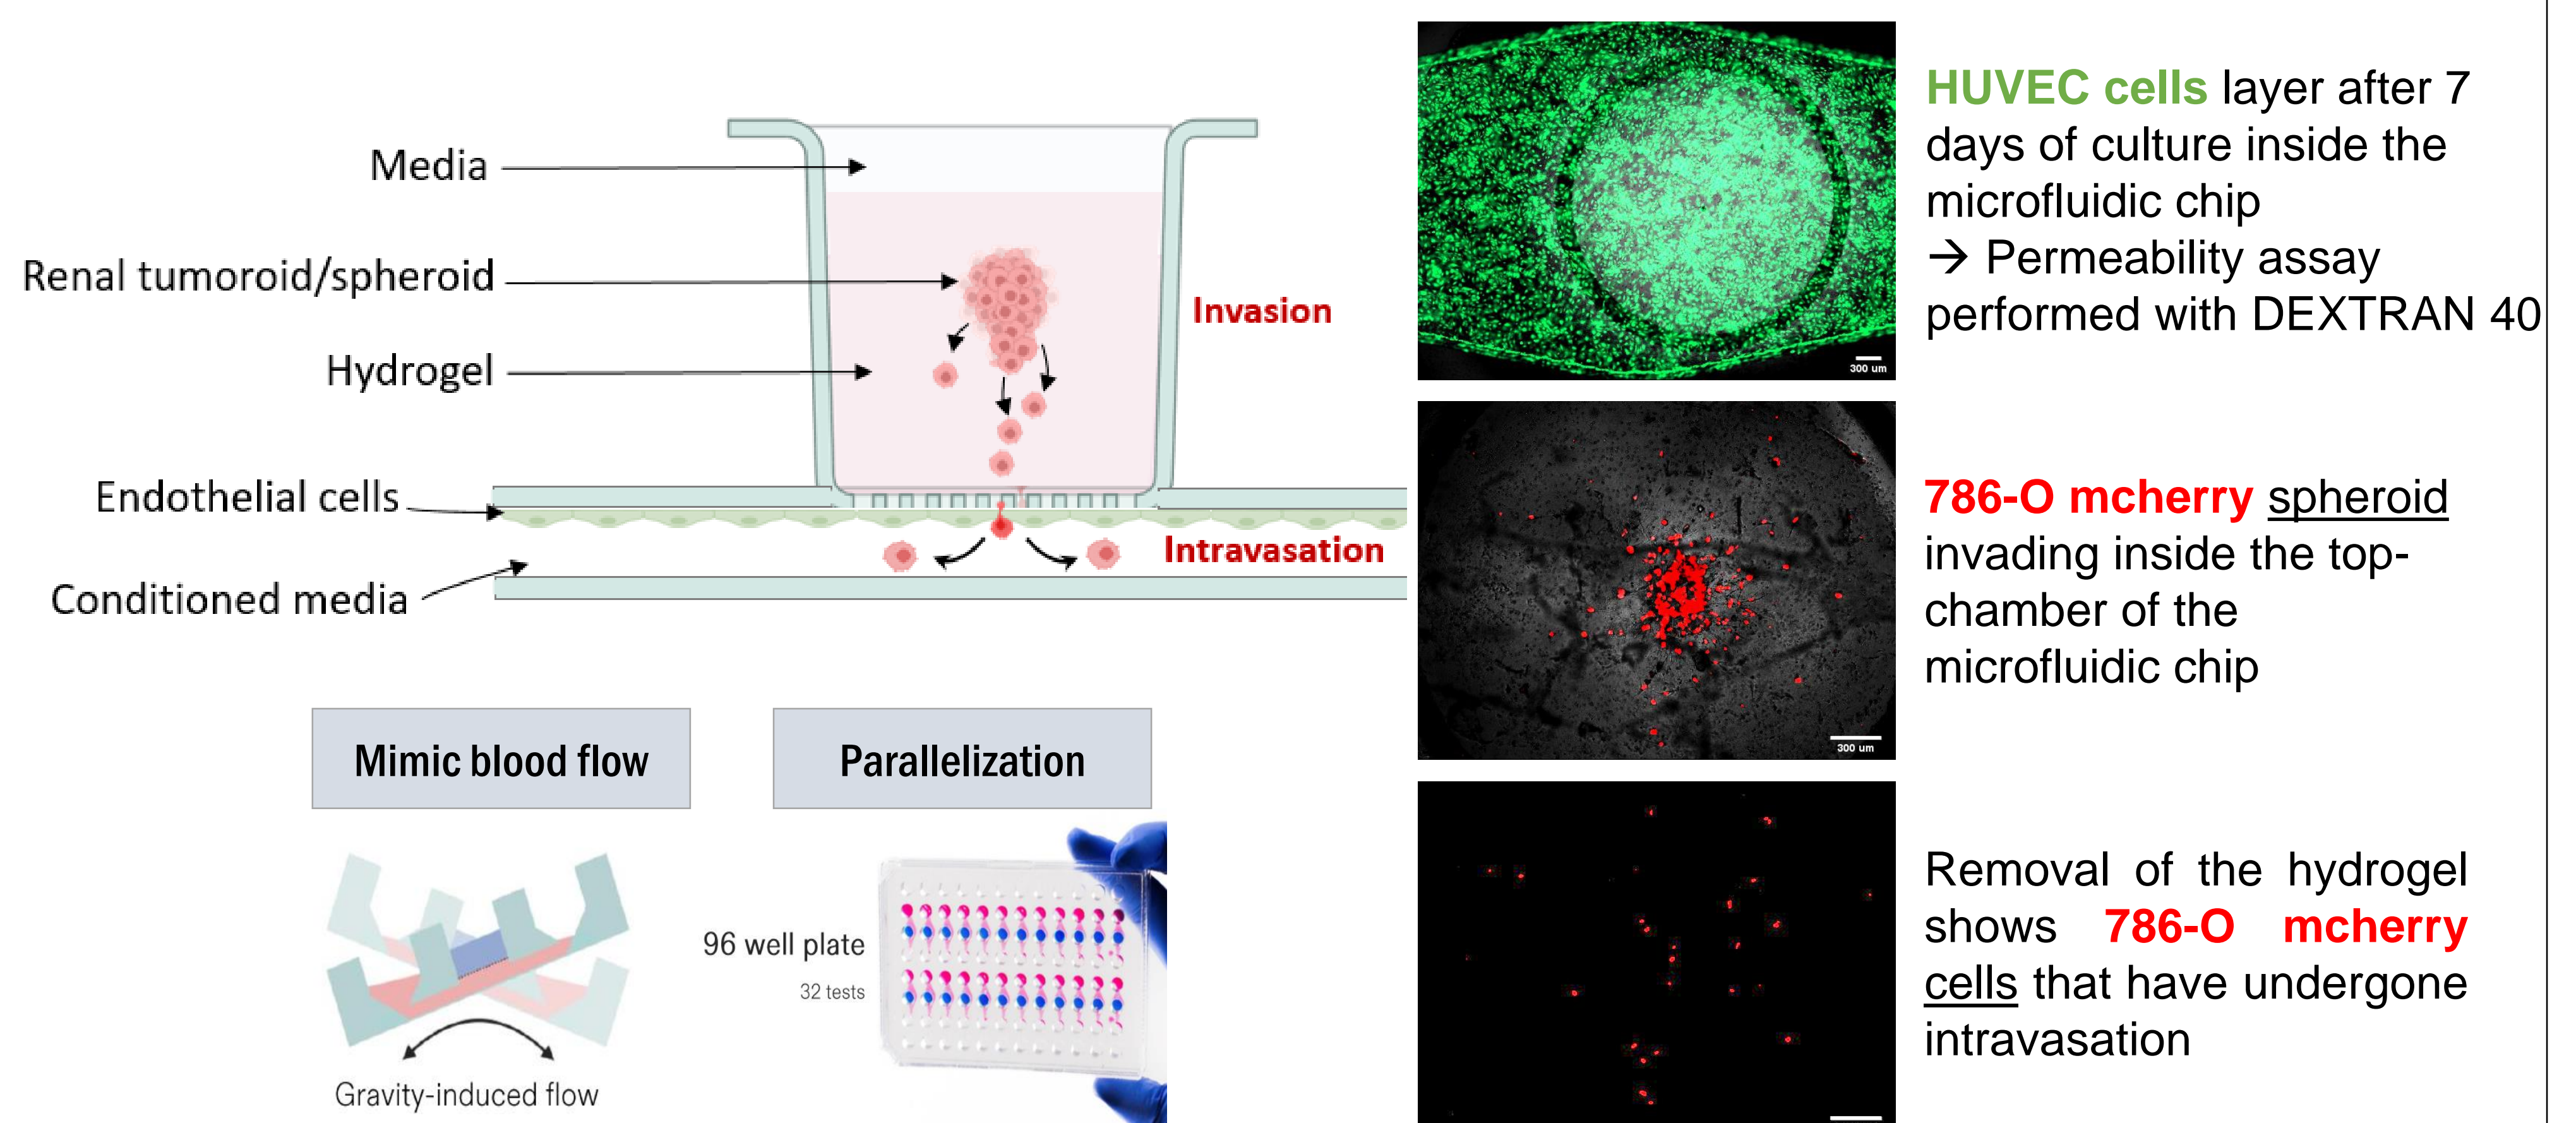 Media
Renal tumoroid/spheroid
Hydrogel
Endothelial cells
Conditioned media
Invasion
Intravasation
Mimic blood flow
Gravity-induced flow
Parallelization
96 well plate
32 tests
300 um
HUVEC cells layer after 7
days of culture inside the
microfluidic chip
→ Permeability assay
performed with DEXTRAN 40
300 um
786-O mcherry spheroid
invading inside the top-
chamber of the
microfluidic chip
Removal of the hydrogel
shows 786-O mcherry
cells that have undergone
intravasation